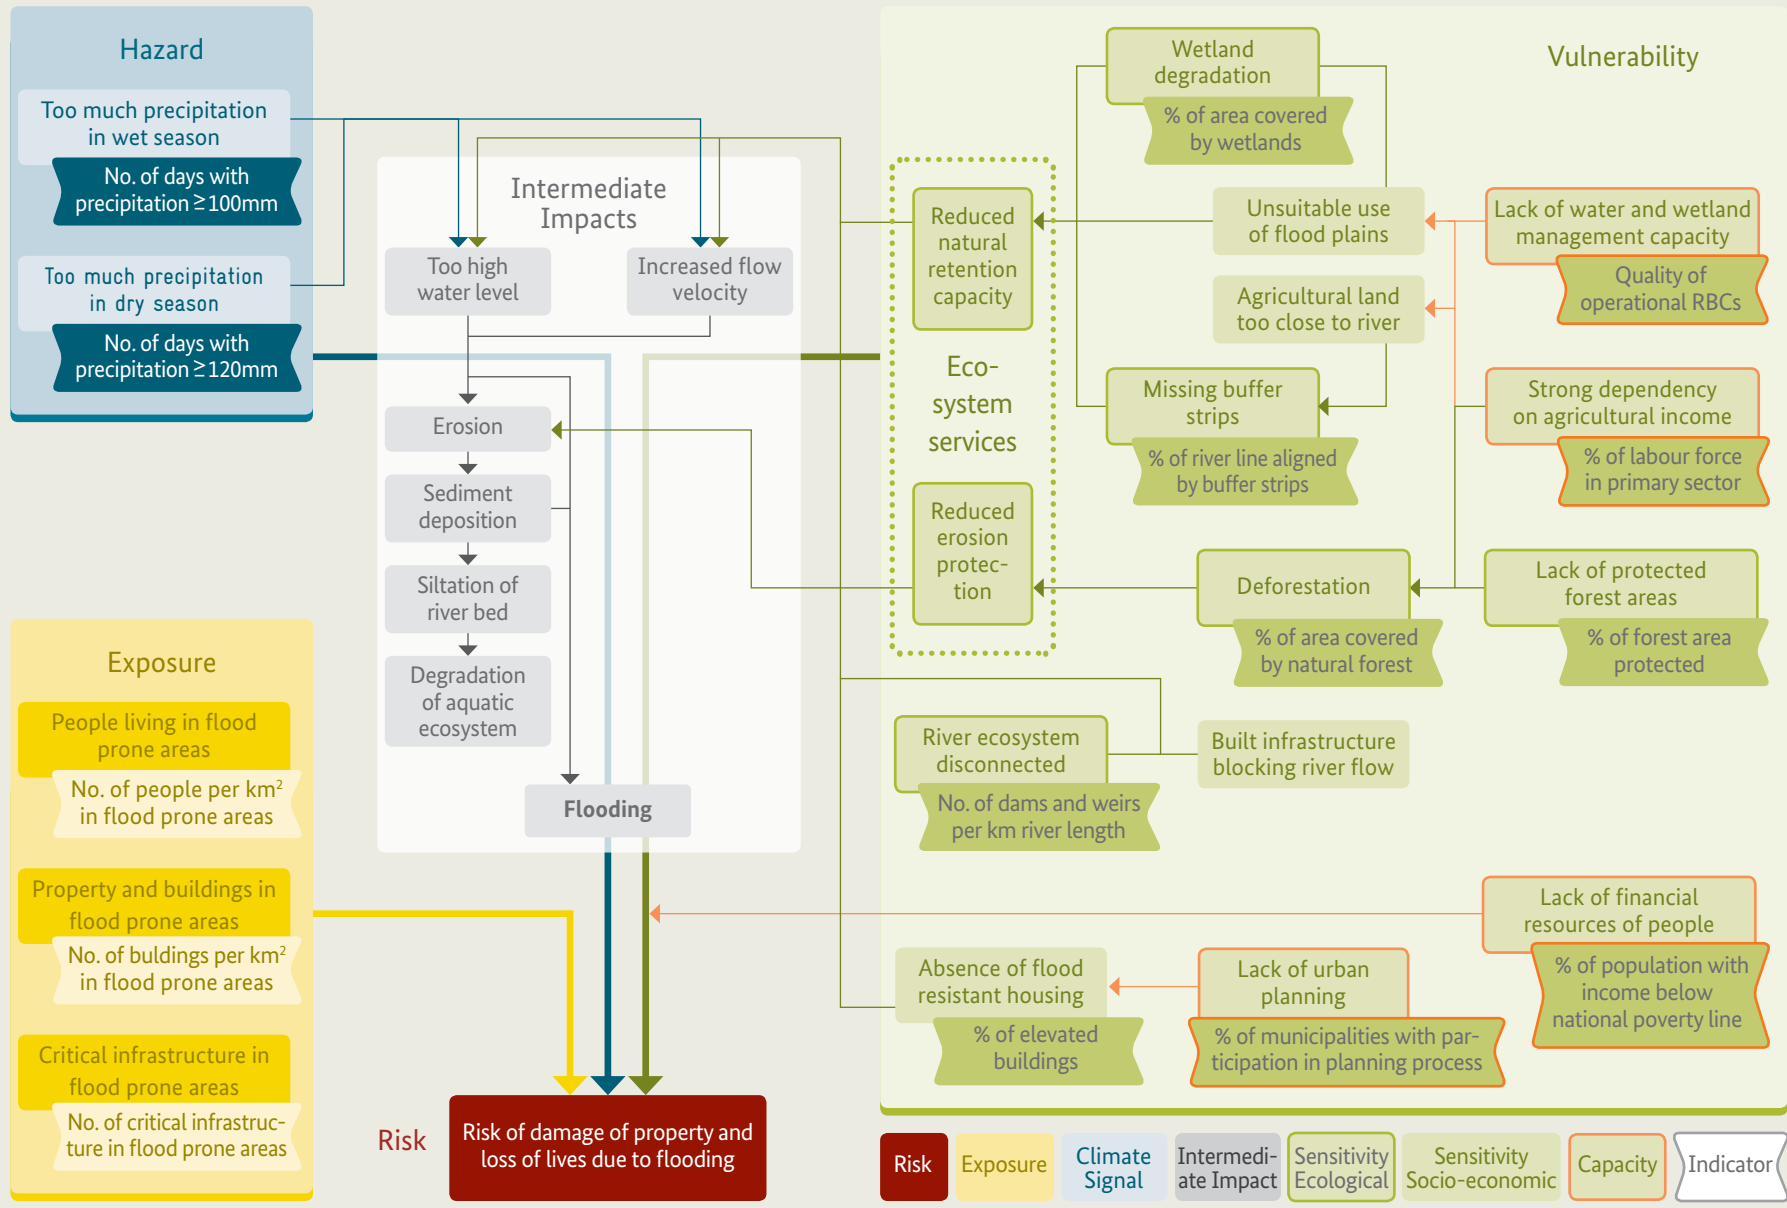 Hazard
Too much precipitation
in wet season
No. of days with
precipitation ≥ 100mm
Too much precipitation
in dry season
No. of days with
precipitation ≥ 120mm
Exposure
People living in flood
prone areas
No. of people per km²
in flood prone areas
Property and buildings in
flood prone areas
No. of buldings per km²
in flood prone areas
Critical infrastructure in
flood prone areas
No. of critical infrastruc-
ture in flood prone areas
Intermediate
Impacts
Too high
water level
Increased flow
velocity
Erosion
Sediment
deposition
Siltation of
river bed
Degradation
of aquatic
ecosystem
Flooding
Risk
Risk of damage of property and
loss of lives due to flooding
Vulnerability
Wetland
degradation
% of area covered
by wetlands
Reduced
natural
retention
capacity
Eco-
system
services
Reduced
erosion
protec-
tion
Unsuitable use
of flood plains
Agricultural land
too close to river
Missing buffer
strips
% of river line aligned
by buffer strips
Deforestation
% of area covered
by natural forest
Lack of water and wetland
management capacity
Quality of
operational RBCs
Strong dependency
on agricultural income
% of labour force
in primary sector
Lack of protected
forest areas
% of forest area
protected
River ecosystem
disconnected
No. of dams and weirs
per km river length
Built infrastructure
blocking river flow
Lack of financial
resources of people
% of population with
income below
national poverty line
Absence of flood
resistant housing
% of elevated
buildings
Lack of urban
planning
% of municipalities with par-
ticipation in planning process
Risk
Exposure
Climate
Signal
Intermedi-
ate Impact
Sensitivity
Ecological
Sensitivity
Socio-economic
Capacity
Indicator